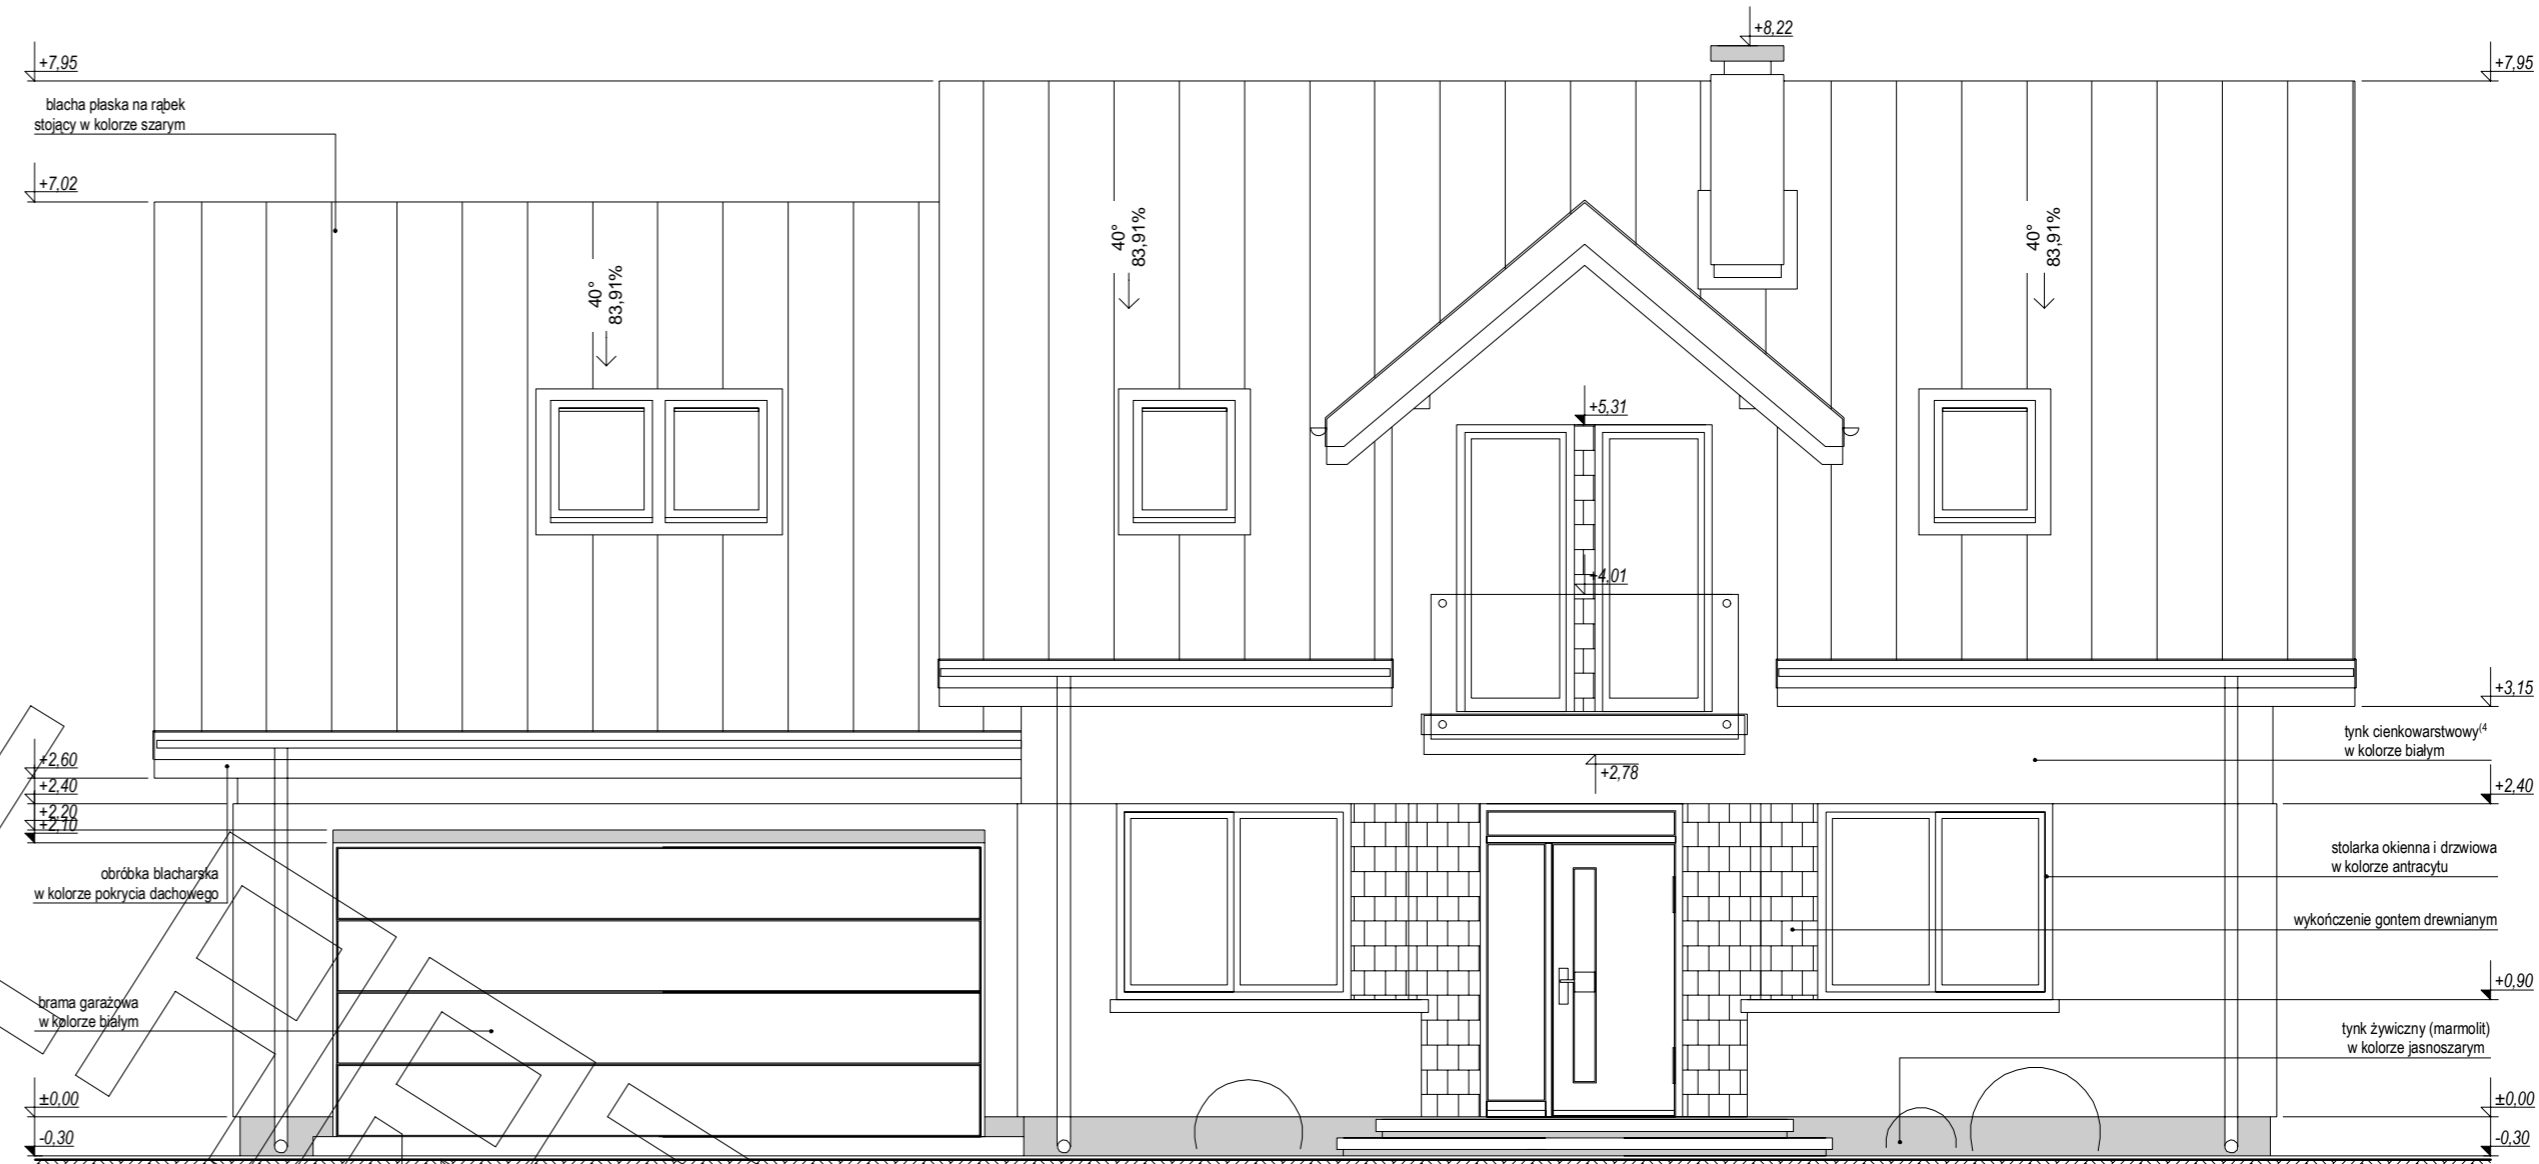 +8,22
+7,95
+7,95
blacha płaska na rąbek
stojący w kolorze szarym
+7,02
40°
83,91%
40°
83,91%
40°
83,91%
+5,31
+4,01
+3,15
tynk cienkowarstwowy(4
w kolorze białym
+2,60
+2,78
+2,40
+2,40
+2,20
+2,10
stolarka okienna i drzwiowa
w kolorze antracytu
obróbka blacharska
w kolorze pokrycia dachowego
wykończenie gontem drewnianym
+0,90
brama garażowa
w kolorze białym
tynk żywiczny (marmolit)
w kolorze jasnoszarym
±0,00
±0,00
-0,30
-0,30